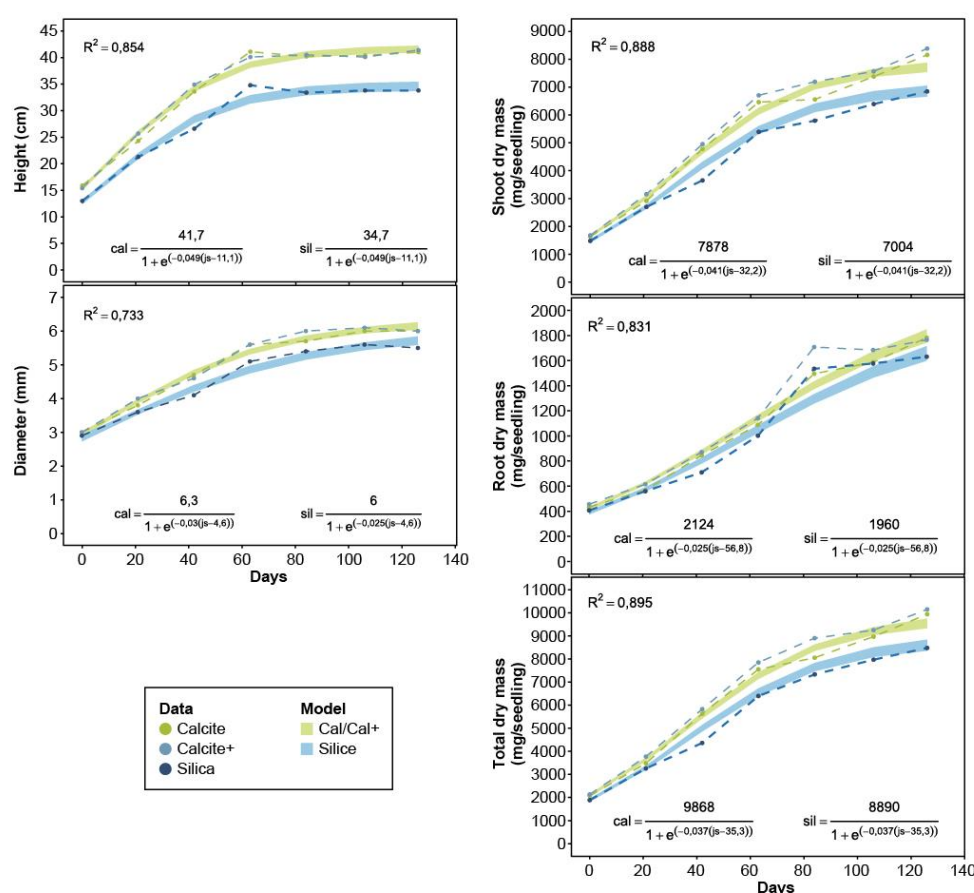 Height (cm)
45
40
35
30
25
20
15
10
5
0
R² = 0,854
cal = 41,7 / 1 + e^(−0,049(js−11,1))
sil = 34,7 / 1 + e^(−0,049(js−11,1))
Diameter (mm)
7
6
5
4
3
2
1
0
R² = 0,733
cal = 6,3 / 1 + e^(−0,03(js−4,6))
sil = 6 / 1 + e^(−0,025(js−4,6))
0 20 40 60 80 100 120 140
Days
Data
Calcite
Calcite+
Silica
Model
Cal/Cal+
Silice
Shoot dry mass
(mg/seedling)
9000
8000
7000
6000
5000
4000
3000
2000
1000
0
R² = 0,888
cal = 7878 / 1 + e^(−0,041(js−32,2))
sil = 7004 / 1 + e^(−0,041(js−32,2))
Root dry mass
(mg/seedling)
2000
1800
1600
1400
1200
1000
800
600
400
200
0
R² = 0,831
cal = 2124 / 1 + e^(−0,025(js−56,8))
sil = 1960 / 1 + e^(−0,025(js−56,8))
Total dry mass
(mg/seedling)
11000
10000
9000
8000
7000
6000
5000
4000
3000
2000
1000
0
R² = 0,895
cal = 9868 / 1 + e^(−0,037(js−35,3))
sil = 8890 / 1 + e^(−0,037(js−35,3))
0 20 40 60 80 100 120 140
Days